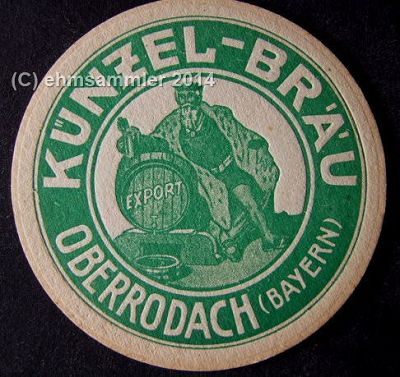 KÜNZEL-BRÄU
(C) ehmsammler 2014
EXPORT
OBERRODACH (BAYERN)